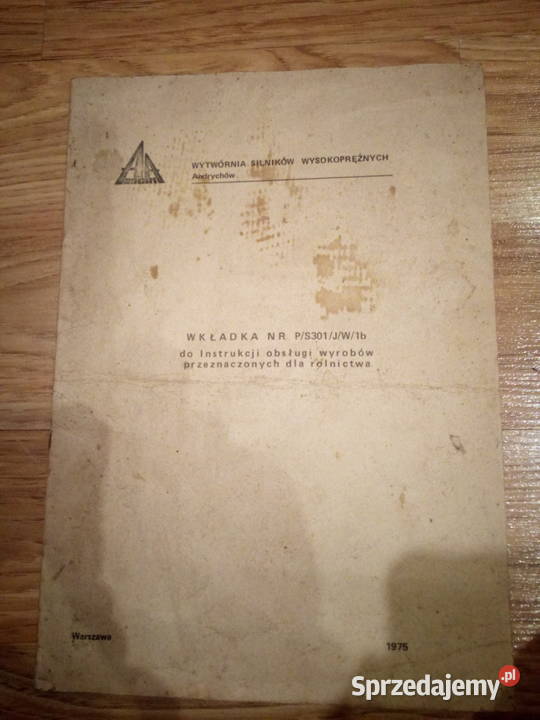 WYTWÓRNIA SILNIKÓW WYSOKOPRĘŻNYCH
Andrychów
WKŁADKA NR P/S301/J/W/1b
do Instrukcji obsługi wyrobów
przeznaczonych dla rolnictwa
Warszawa
1975
Sprzedajemy.pl